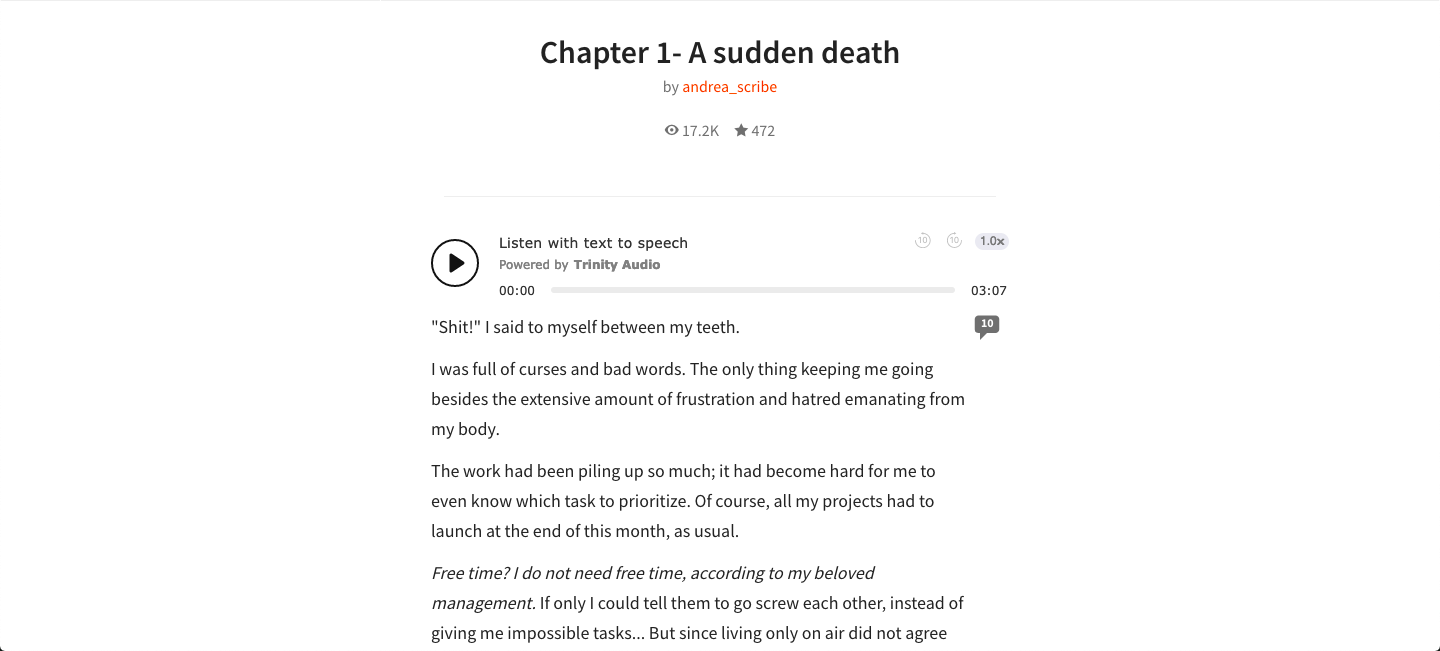 Chapter 1- A sudden death
by andrea_scribe
17.2K 472
Listen with text to speech
10 10 1.0x
Powered by Trinity Audio
00:00 03:07
"Shit!" I said to myself between my teeth.
10
I was full of curses and bad words. The only thing keeping me going
besides the extensive amount of frustration and hatred emanating from
my body.
The work had been piling up so much; it had become hard for me to
even know which task to prioritize. Of course, all my projects had to
launch at the end of this month, as usual.
Free time? I do not need free time, according to my beloved
management. If only I could tell them to go screw each other, instead of
giving me impossible tasks... But since living only on air did not agree